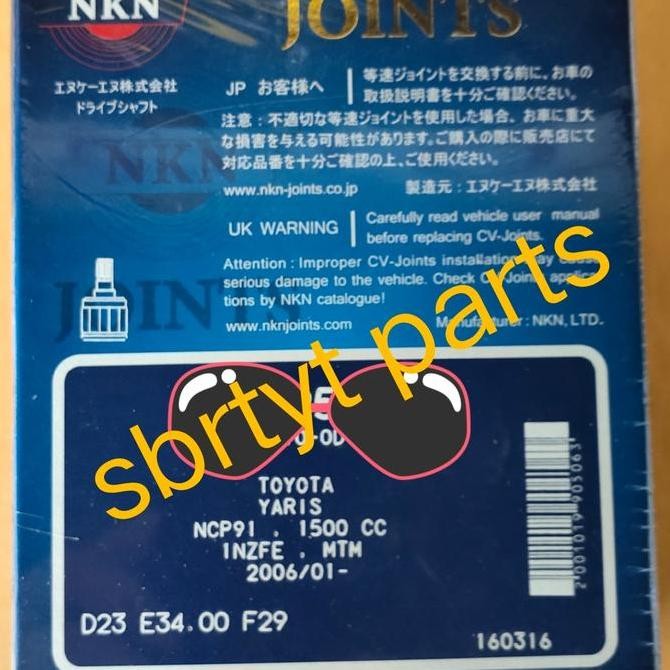 NKN
JOINTS
エヌケーエヌ株式会社
ドライブシャフト
JP お客様へ
等速ジョイントを交換する前に、お車の
取扱説明書を十分ご確認ください。
注意：不適切な等速ジョイントを使用した場合、お車に重大
な損害を与える可能性があります。ご購入の際に販売店にて
対応品番を十分ご確認の上、ご使用ください。
www.nkn-joints.co.jp
製造元：エヌケーエヌ株式会社
UK WARNING
Carefully read vehicle user manual
before replacing CV-Joints.
Attention : Improper CV-Joints installation may cause
serious damage to the vehicle. Check CV-Joints applica-
tions by NKN catalogue!
www.nknjoints.com
Manufacturer : NKN, LTD.
NKN
JOINTS
sbrtyt parts
TOYOTA
YARIS
NCP91 . 1500 CC
1NZFE . MTM
2006/01-
D23 E34.00 F29
160316
2001019905063